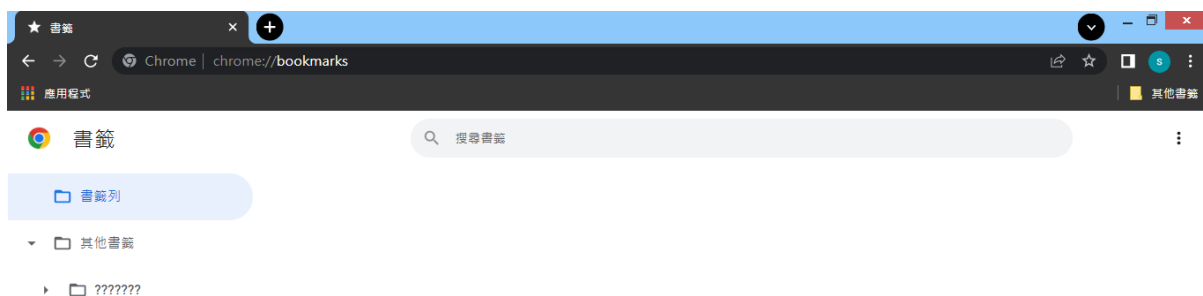 書籤
Chrome | chrome://bookmarks
S
應用程式
其他書籤
書籤
搜尋書籤
書籤列
其他書籤
???????